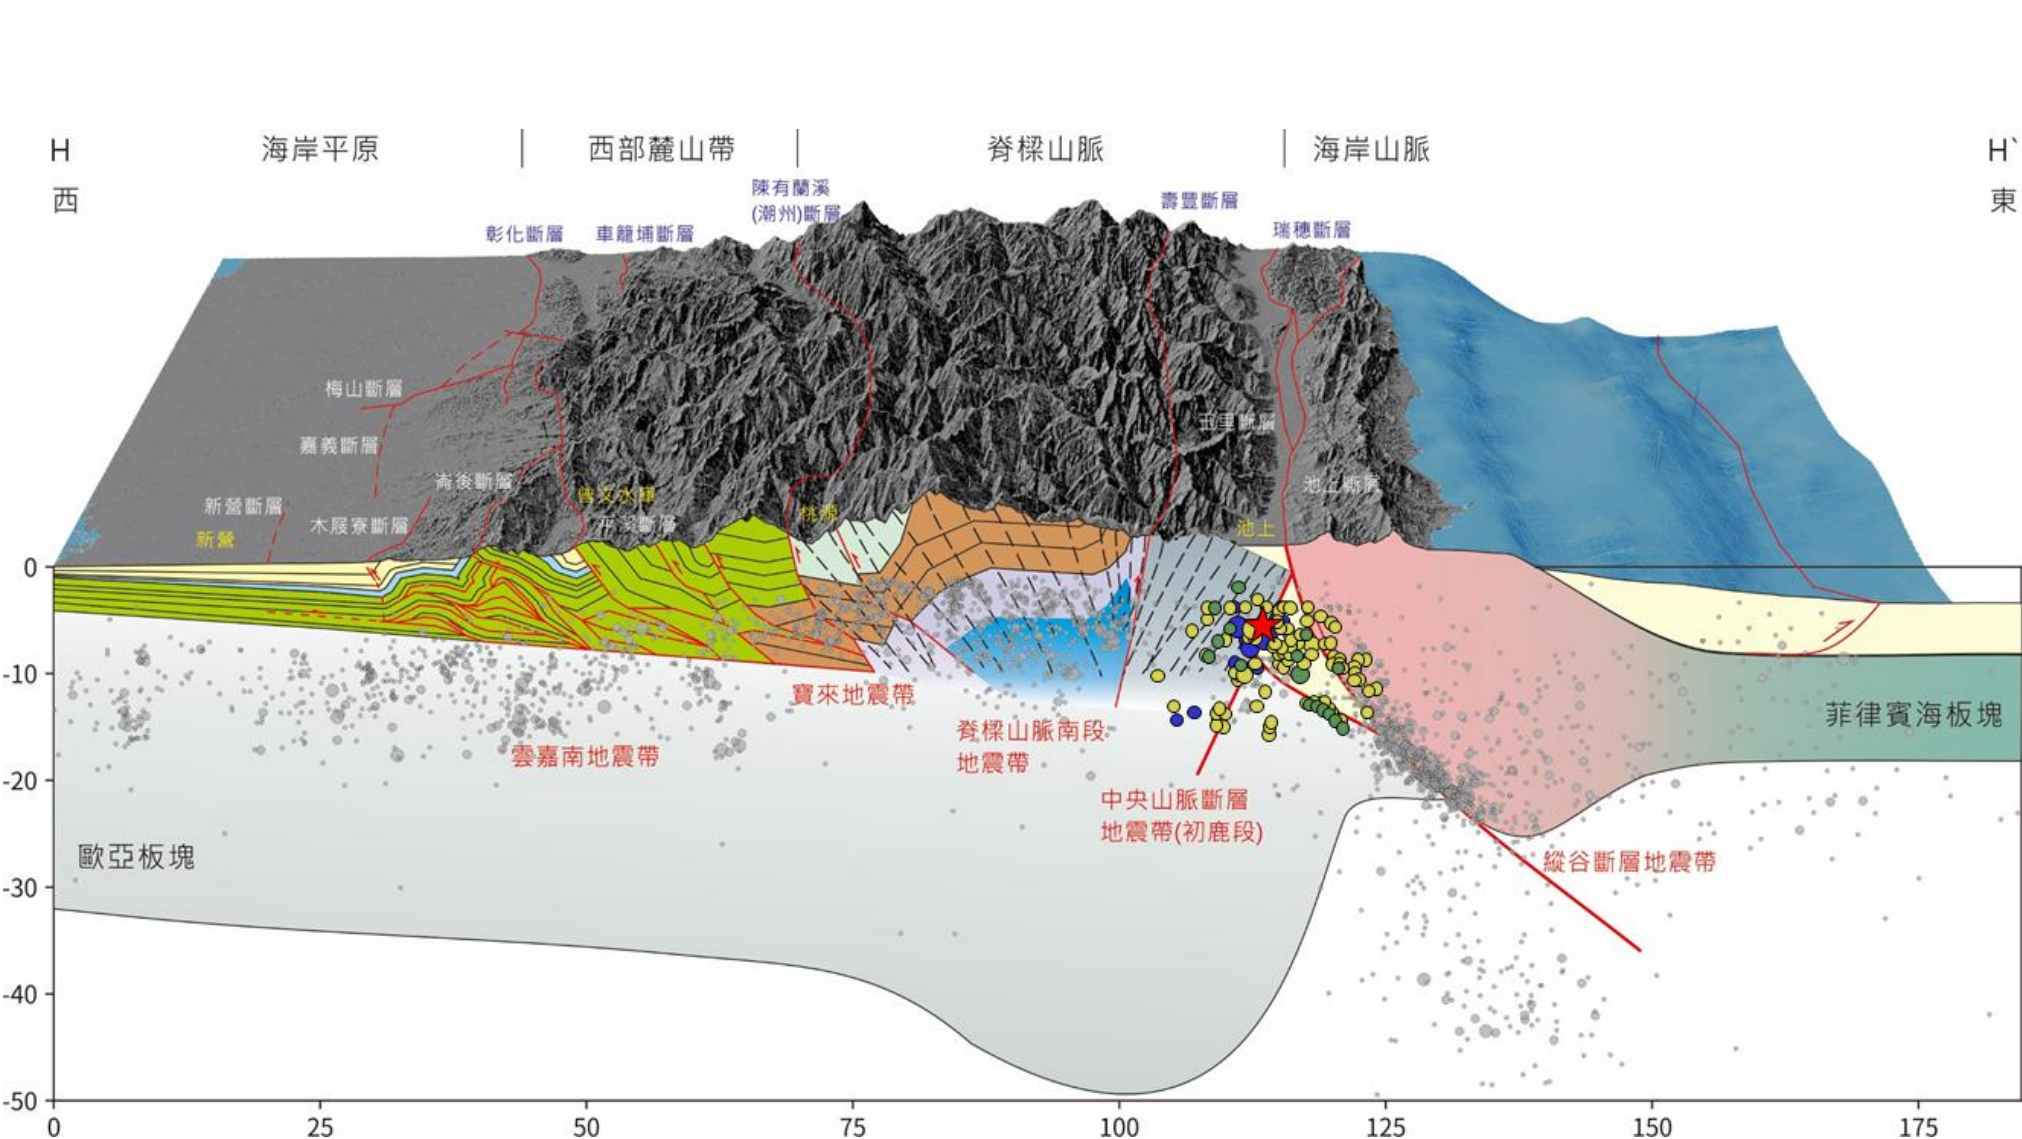 H
海岸平原
西部麓山帶
脊樑山脈
海岸山脈
H`
西
東
陳有蘭溪
(潮州)斷層
壽豐斷層
彰化斷層
車籠埔斷層
瑞穗斷層
梅山斷層
玉里斷層
嘉義斷層
崙後斷層
池上斷層
新營斷層
曾文水庫
木屐寮斷層
桃源
新營
池上
0
-10
寶來地震帶
菲律賓海板塊
脊樑山脈南段
地震帶
雲嘉南地震帶
-20
中央山脈斷層
地震帶(初鹿段)
歐亞板塊
縱谷斷層地震帶
-30
-40
-50
0
25
50
75
100
125
150
175